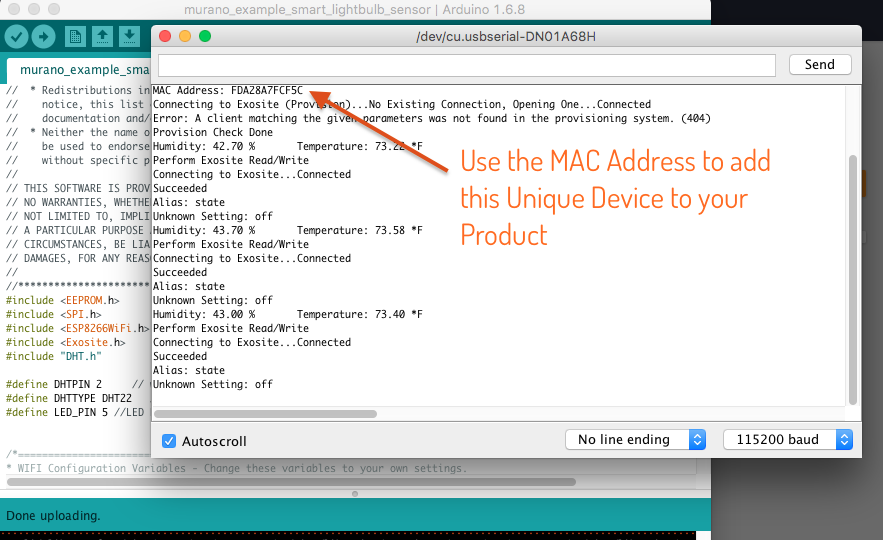 murano_example_smart_lightbulb_sensor | Arduino 1.6.8
/dev/cu.usbserial-DN01A68H
murano_example_sma
Send
//  * Redistributions in
//    notice, this list
//    documentation and/
//  * Neither the name o
//    be used to endorse
//    without specific p
//
// THIS SOFTWARE IS PROV
// NO WARRANTIES, WHETHE
// NOT LIMITED TO, IMPLI
// A PARTICULAR PURPOSE
// CIRCUMSTANCES, BE LIA
// DAMAGES, FOR ANY REAS
//
//**********************
#include <EEPROM.h>
#include <SPI.h>
#include <ESP8266WiFi.h>
#include <Exosite.h>
#include "DHT.h"
#define DHTPIN 2     //
#define DHTTYPE DHT22
#define LED_PIN 5 //LED
/*======================
* WIFI Configuration Variables - Change these variables to your own settings.
Done uploading.
MAC Address: FDA28A7FCF5C
Connecting to Exosite (Provision)...No Existing Connection, Opening One...Connected
Error: A client matching the given parameters was not found in the provisioning system. (404)
Provision Check Done
Humidity: 42.70 %       Temperature: 73.22 *F
Perform Exosite Read/Write
Connecting to Exosite...Connected
Succeeded
Alias: state
Unknown Setting: off
Humidity: 43.70 %       Temperature: 73.58 *F
Perform Exosite Read/Write
Connecting to Exosite...Connected
Succeeded
Alias: state
Unknown Setting: off
Humidity: 43.00 %       Temperature: 73.40 *F
Perform Exosite Read/Write
Connecting to Exosite...Connected
Succeeded
Alias: state
Unknown Setting: off
Use the MAC Address to add
this Unique Device to your
Product
Autoscroll
No line ending
115200 baud